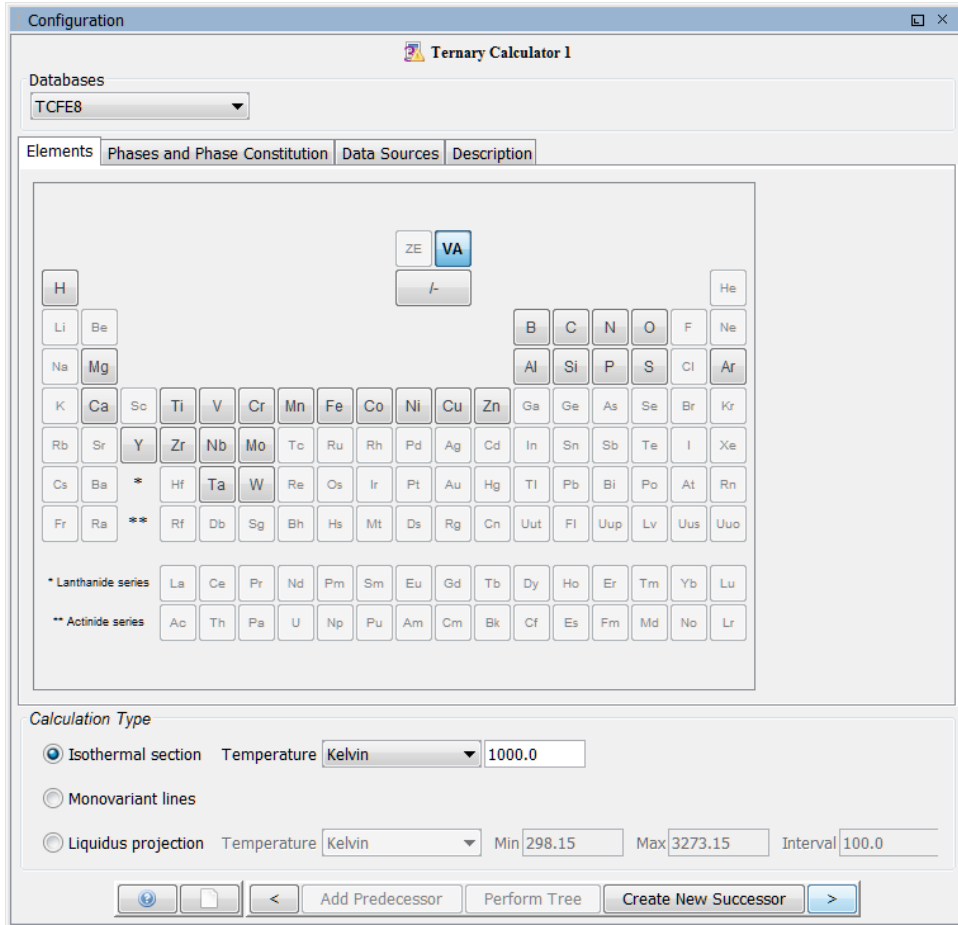 Configuration
Ternary Calculator 1
Databases
TCFE8
Elements Phases and Phase Constitution Data Sources Description
ZE VA
H /- He
Li Be B C N O F Ne
Na Mg Al Si P S Cl Ar
K Ca Sc Ti V Cr Mn Fe Co Ni Cu Zn Ga Ge As Se Br Kr
Rb Sr Y Zr Nb Mo Tc Ru Rh Pd Ag Cd In Sn Sb Te I Xe
Cs Ba * Hf Ta W Re Os Ir Pt Au Hg Tl Pb Bi Po At Rn
Fr Ra ** Rf Db Sg Bh Hs Mt Ds Rg Cn Uut Fl Uup Lv Uus Uuo
* Lanthanide series La Ce Pr Nd Pm Sm Eu Gd Tb Dy Ho Er Tm Yb Lu
** Actinide series Ac Th Pa U Np Pu Am Cm Bk Cf Es Fm Md No Lr
Calculation Type
Isothermal section Temperature Kelvin 1000.0
Monovariant lines
Liquidus projection Temperature Kelvin Min 298.15 Max 3273.15 Interval 100.0
? < Add Predecessor Perform Tree Create New Successor >